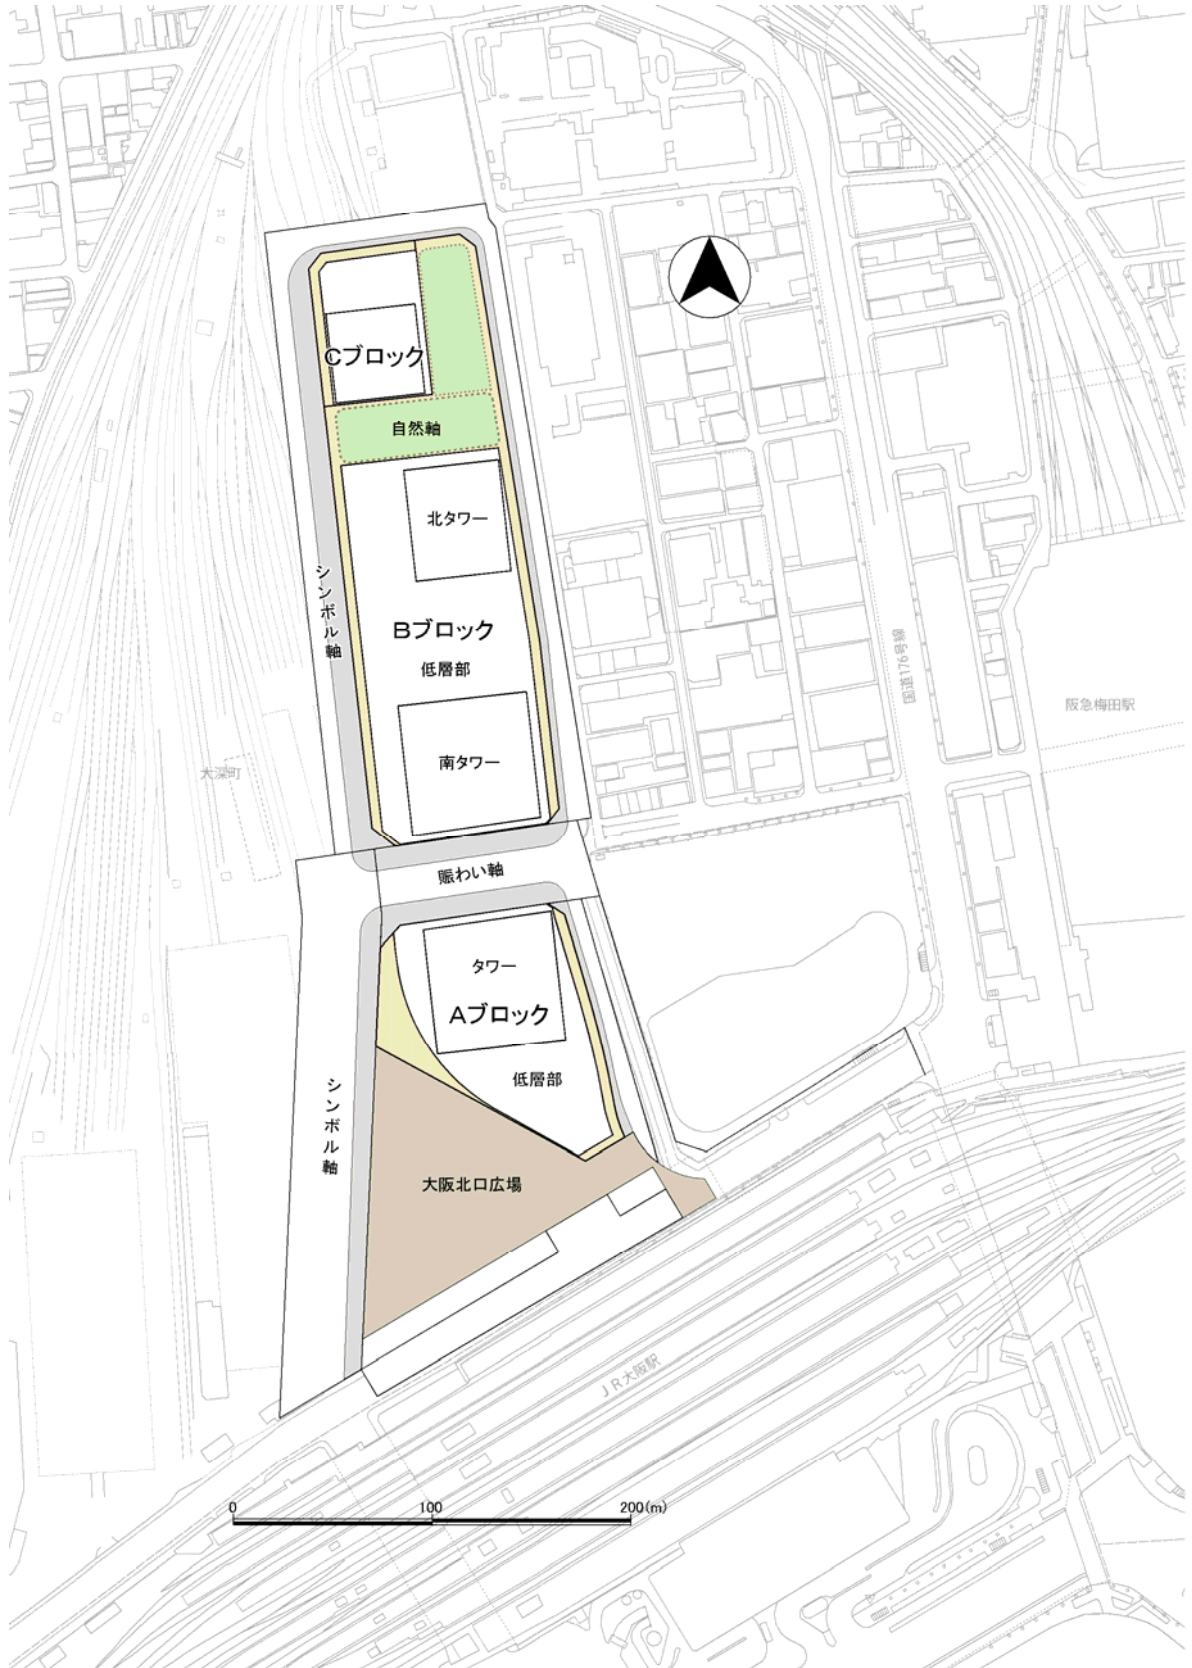 Cブロック
自然軸
北タワー
シンボル軸
Bブロック
低層部
国道176号線
阪急梅田駅
南タワー
大深町
賑わい軸
タワー
Aブロック
低層部
シンボル軸
大阪北口広場
JR大阪駅
0 100 200(m)